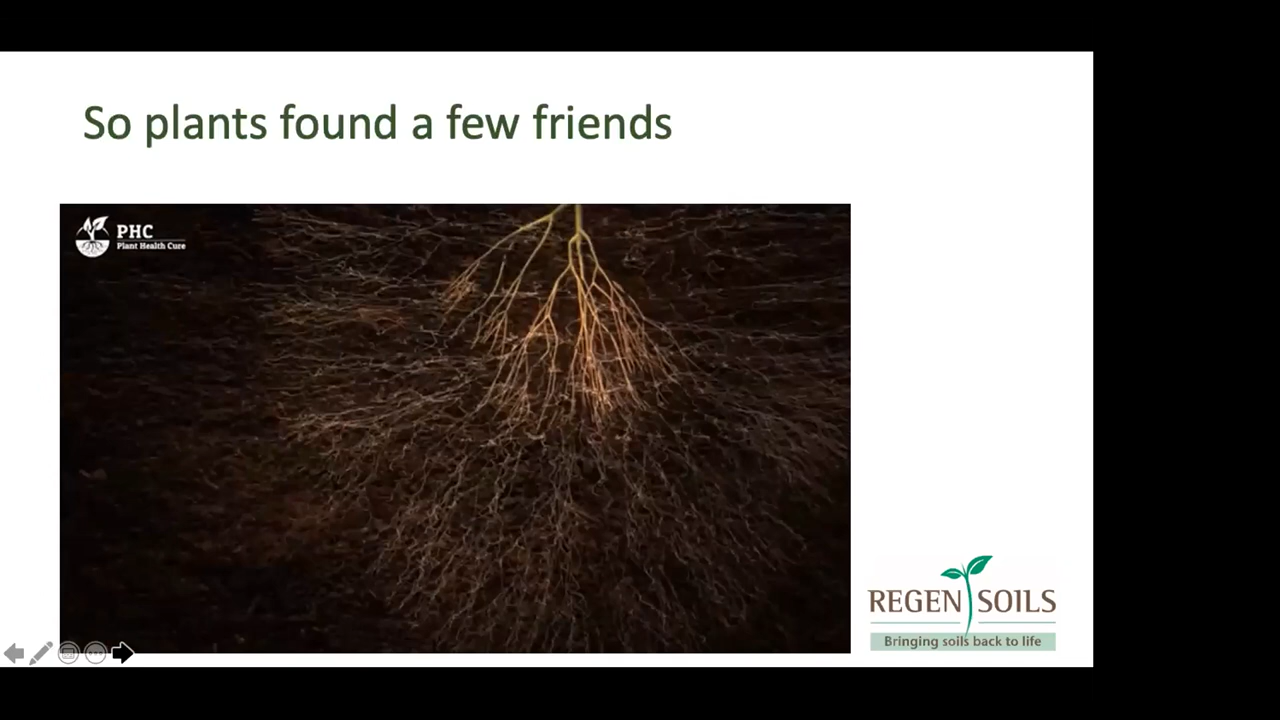 So plants found a few friends
PHC
Plant Health Cure
REGEN SOILS
Bringing soils back to life